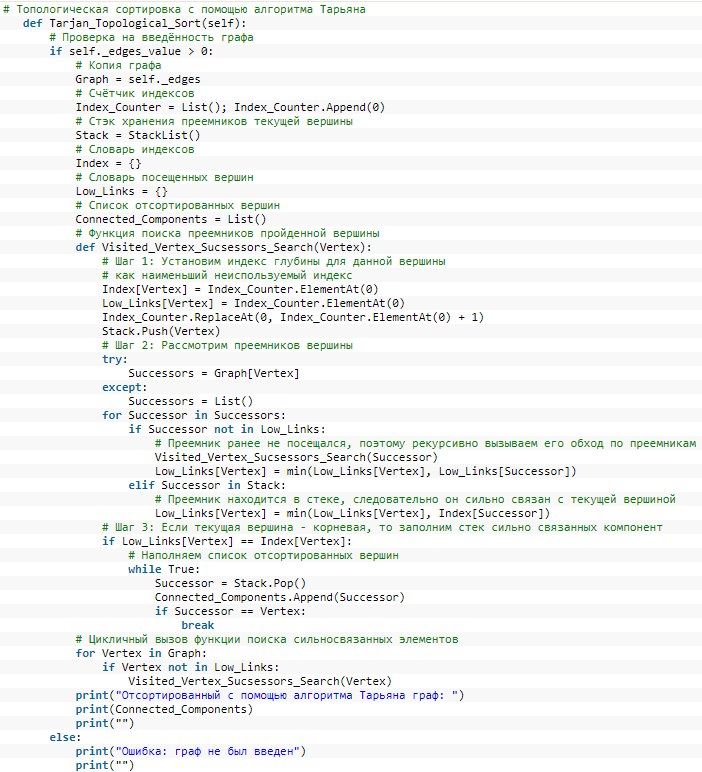 # Топологическая сортировка с помощью алгоритма Тарьяна
def Tarjan_Topological_Sort(self):
# Проверка на введённость графа
if self._edges_value > 0:
# Копия графа
Graph = self._edges
# Счётчик индексов
Index_Counter = List(); Index_Counter.Append(0)
# Стэк хранения преемников текущей вершины
Stack = StackList()
# Словарь индексов
Index = {}
# Словарь посещенных вершин
Low_Links = {}
# Список отсортированных вершин
Connected_Components = List()
# Функция поиска преемников пройденной вершины
def Visited_Vertex_Sucsessors_Search(Vertex):
# Шаг 1: Установим индекс глубины для данной вершины
# как наименьший неиспользуемый индекс
Index[Vertex] = Index_Counter.ElementAt(0)
Low_Links[Vertex] = Index_Counter.ElementAt(0)
Index_Counter.ReplaceAt(0, Index_Counter.ElementAt(0) + 1)
Stack.Push(Vertex)
# Шаг 2: Рассмотрим преемников вершины
try:
Successors = Graph[Vertex]
except:
Successors = List()
for Successor in Successors:
if Successor not in Low_Links:
# Преемник ранее не посещался, поэтому рекурсивно вызываем его обход по преемникам
Visited_Vertex_Sucsessors_Search(Successor)
Low_Links[Vertex] = min(Low_Links[Vertex], Low_Links[Successor])
elif Successor in Stack:
# Преемник находится в стеке, следовательно он сильно связан с текущей вершиной
Low_Links[Vertex] = min(Low_Links[Vertex], Index[Successor])
# Шаг 3: Если текущая вершина - корневая, то заполним стек сильно связанных компонент
if Low_Links[Vertex] == Index[Vertex]:
# Наполняем список отсортированных вершин
while True:
Successor = Stack.Pop()
Connected_Components.Append(Successor)
if Successor == Vertex:
break
# Цикличный вызов функции поиска сильносвязанных элементов
for Vertex in Graph:
if Vertex not in Low_Links:
Visited_Vertex_Sucsessors_Search(Vertex)
print("Отсортированный с помощью алгоритма Тарьяна граф: ")
print(Connected_Components)
print("")
else:
print("Ошибка: граф не был введен")
print("")